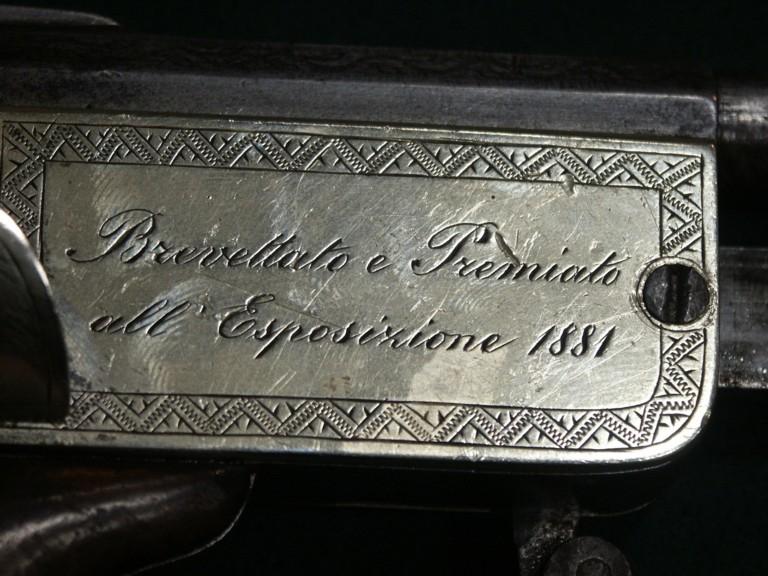 Brevettato e Premiato
all' Esposizione 1881